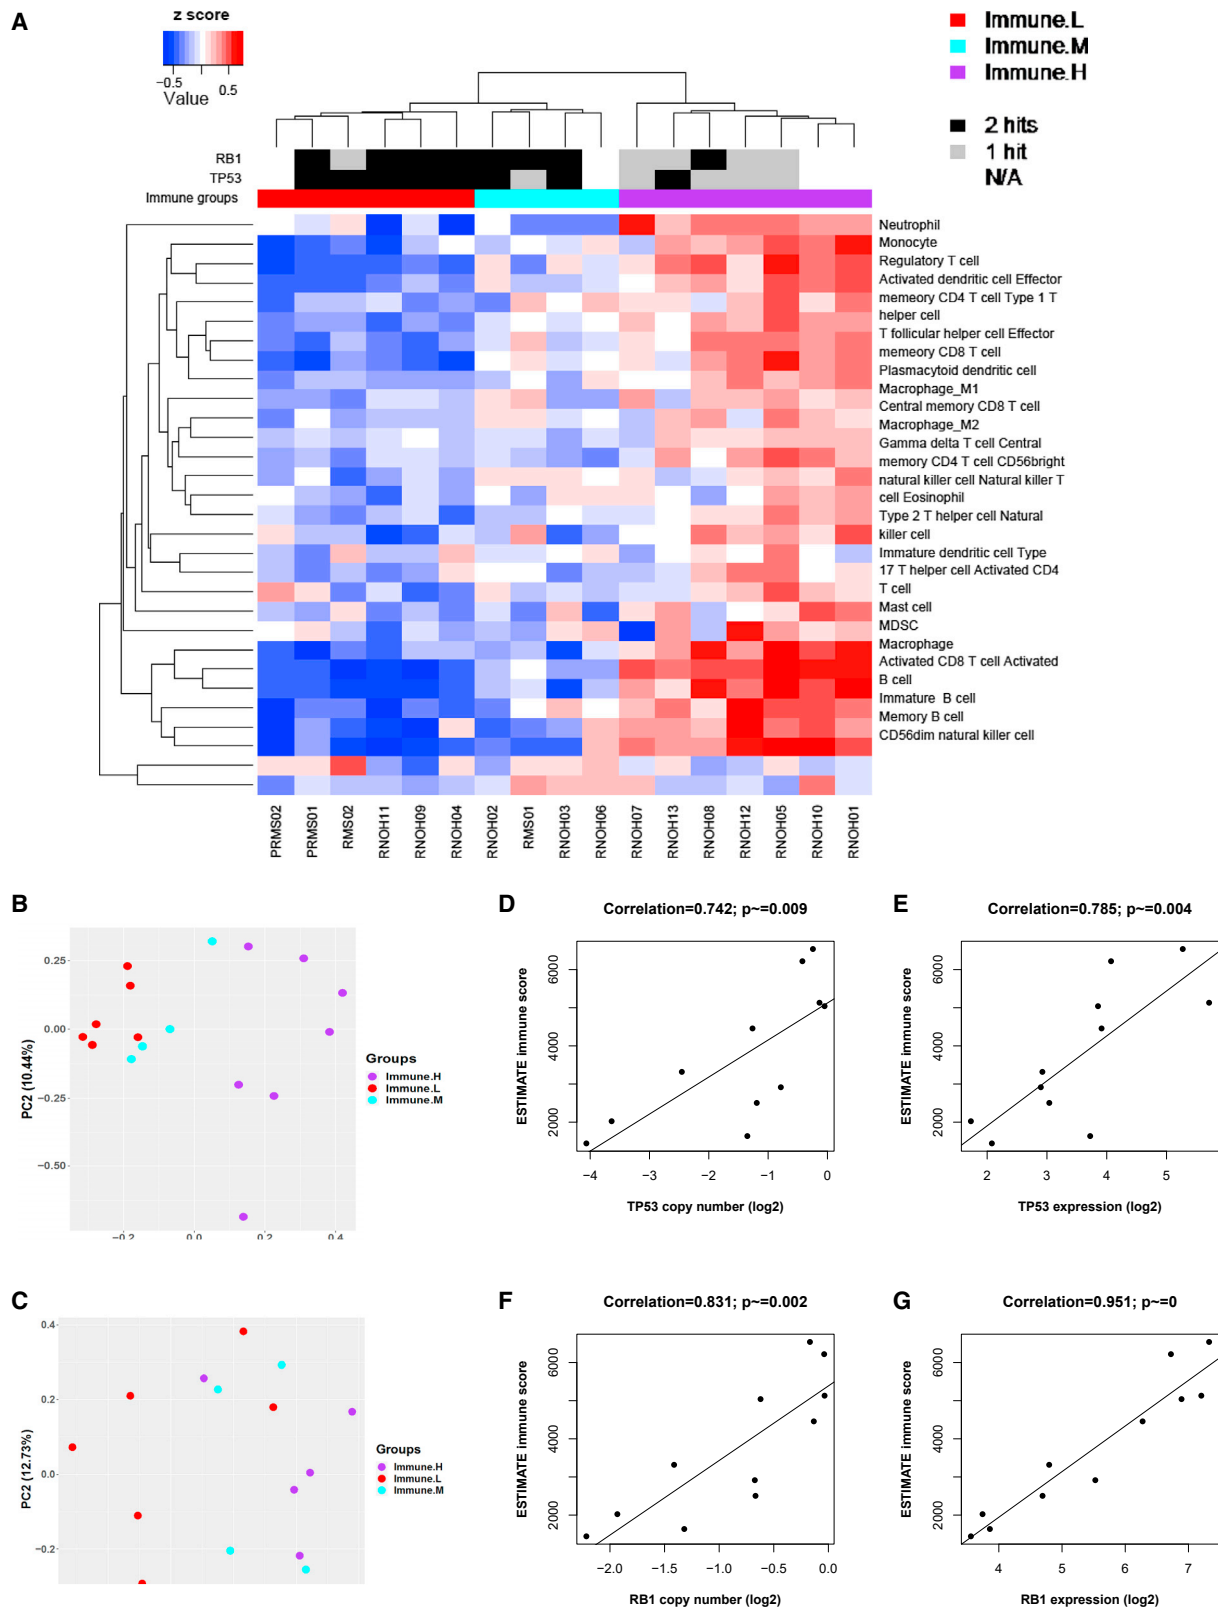 A
z score
−0.5
0.5
Value
Immune.L
Immune.M
Immune.H
2 hits
1 hit
N/A
RB1
TP53
Immune groups
Neutrophil
Monocyte
Regulatory T cell
Activated dendritic cell Effector
memeory CD4 T cell Type 1 T
helper cell
T follicular helper cell Effector
memeory CD8 T cell
Plasmacytoid dendritic cell
Macrophage_M1
Central memory CD8 T cell
Macrophage_M2
Gamma delta T cell Central
memory CD4 T cell CD56bright
natural killer cell Natural killer T
cell Eosinophil
Type 2 T helper cell Natural
killer cell
Immature dendritic cell Type
17 T helper cell Activated CD4
T cell
Mast cell
MDSC
Macrophage
Activated CD8 T cell Activated
B cell
Immature B cell
Memory B cell
CD56dim natural killer cell
PRMS02
PRMS01
RMS02
RNOH11
RNOH09
RNOH04
RNOH02
RMS01
RNOH03
RNOH06
RNOH07
RNOH13
RNOH08
RNOH12
RNOH05
RNOH10
RNOH01
B
PC2 (10.44%)
0.25
0.00
−0.25
−0.50
−0.2
0.0
0.2
0.4
Groups
Immune.H
Immune.L
Immune.M
D
Correlation=0.742; p~=0.009
ESTIMATE immune score
2000
4000
6000
−4
−3
−2
−1
0
TP53 copy number (log2)
E
Correlation=0.785; p~=0.004
ESTIMATE immune score
2000
4000
6000
2
3
4
5
TP53 expression (log2)
C
PC2 (12.73%)
0.4
0.2
0.0
−0.2
Groups
Immune.H
Immune.L
Immune.M
F
Correlation=0.831; p~=0.002
ESTIMATE immune score
2000
4000
6000
−2.0
−1.5
−1.0
−0.5
0.0
RB1 copy number (log2)
G
Correlation=0.951; p~=0
ESTIMATE immune score
2000
4000
6000
4
5
6
7
RB1 expression (log2)